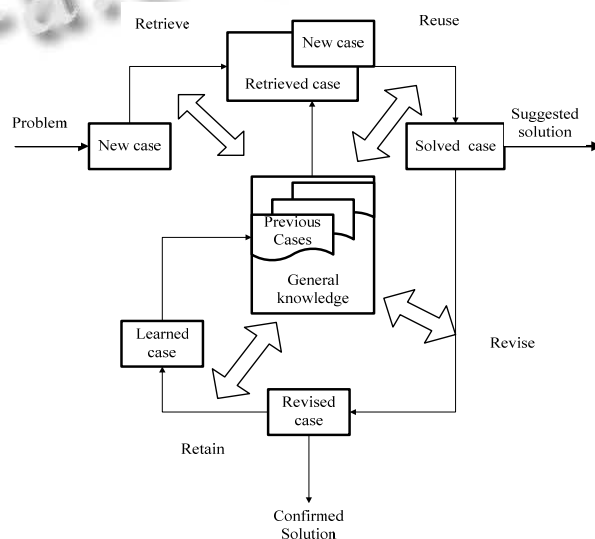 Retrieve
Reuse
New case
Retrieved case
Problem
New case
Solved case
Suggested
solution
Previous
Cases
General
knowledge
Learned
case
Revise
Revised
case
Retain
Confirmed
Solution